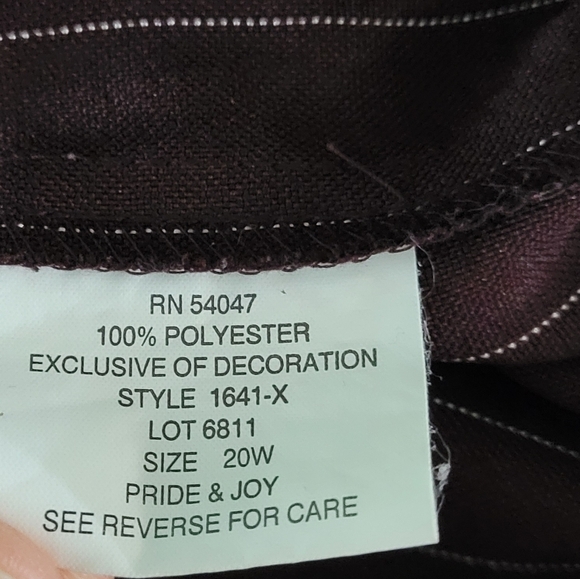 RN 54047
100% POLYESTER
EXCLUSIVE OF DECORATION
STYLE 1641-X
LOT 6811
SIZE 20W
PRIDE & JOY
SEE REVERSE FOR CARE